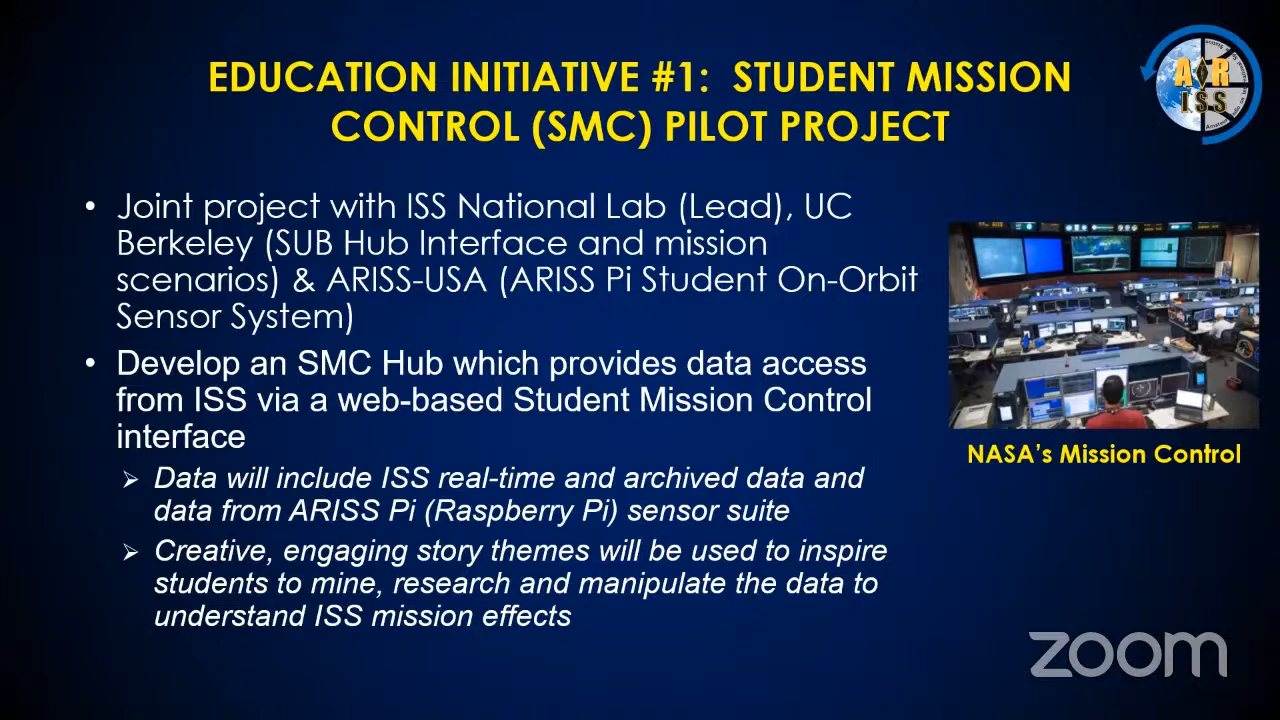 EDUCATION INITIATIVE #1: STUDENT MISSION
CONTROL (SMC) PILOT PROJECT
AR
ISS
• Joint project with ISS National Lab (Lead), UC
Berkeley (SUB Hub Interface and mission
scenarios) & ARISS-USA (ARISS Pi Student On-Orbit
Sensor System)
• Develop an SMC Hub which provides data access
from ISS via a web-based Student Mission Control
interface
➢ Data will include ISS real-time and archived data and
data from ARISS Pi (Raspberry Pi) sensor suite
➢ Creative, engaging story themes will be used to inspire
students to mine, research and manipulate the data to
understand ISS mission effects
NASA's Mission Control
zoom